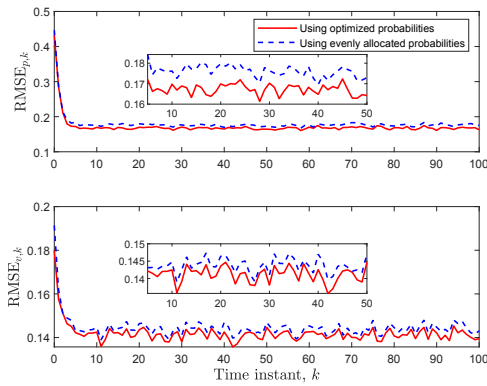 0.5
0.4
0.3
0.2
0.1
RMSE_{p,k}
Using optimized probabilities
Using evenly allocated probabilities
0.18
0.17
0.16
10 20 30 40 50
0 10 20 30 40 50 60 70 80 90 100
0.2
0.18
0.16
0.14
RMSE_{v,k}
0.15
0.145
0.14
10 20 30 40 50
0 10 20 30 40 50 60 70 80 90 100
Time instant, k